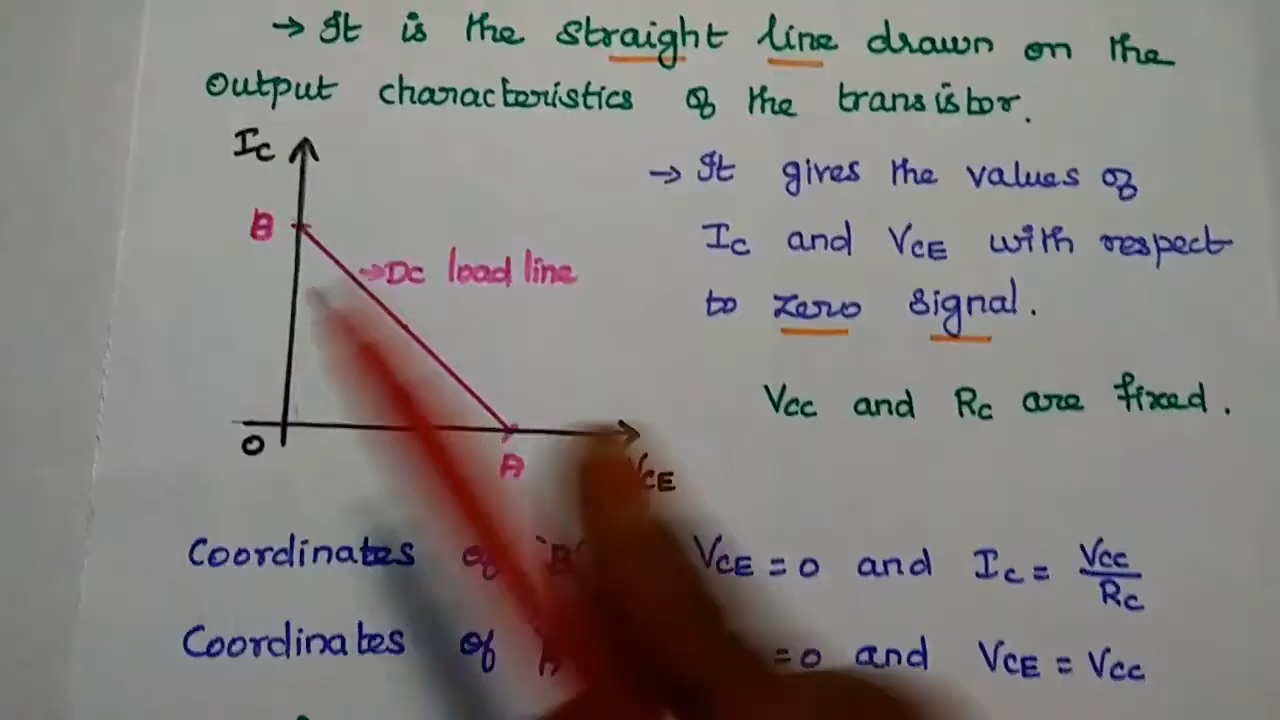 → It is the straight line drawn on the
output characteristics of the transistor.
Ic
B
→ DC load line
O
A
VCE
→ It gives the values of
Ic and VCE with respect
to zero signal.
Vcc and Rc are fixed.
Coordinates of 'B' VCE = 0 and Ic = Vcc/Rc
Coordinates of = 0 and VCE = Vcc